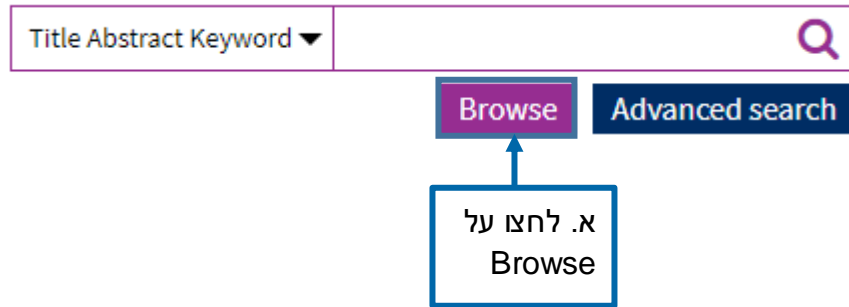 Title Abstract Keyword
Browse
Advanced search
א. לחצו על
Browse